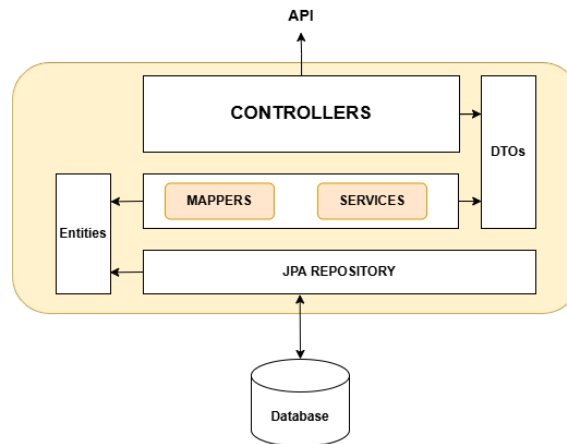 API
CONTROLLERS
DTOs
MAPPERS
SERVICES
Entities
JPA REPOSITORY
Database